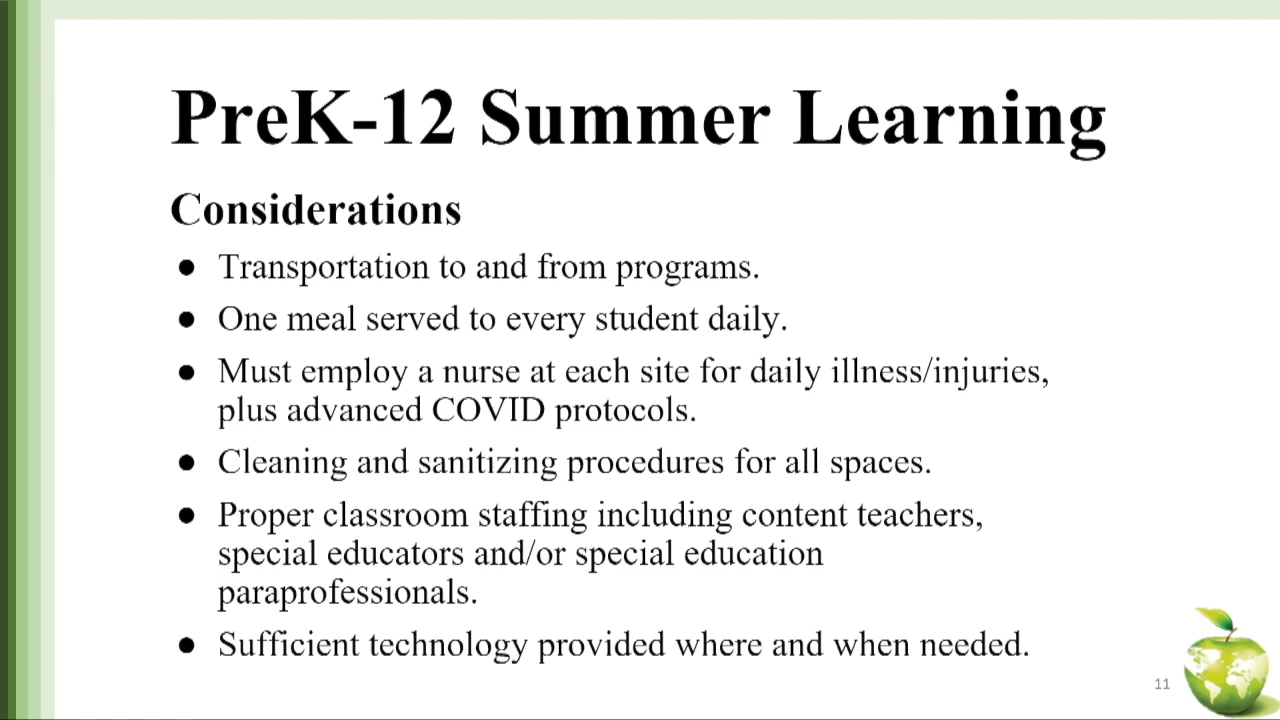 PreK-12 Summer Learning
Considerations
● Transportation to and from programs.
● One meal served to every student daily.
● Must employ a nurse at each site for daily illness/injuries,
plus advanced COVID protocols.
● Cleaning and sanitizing procedures for all spaces.
● Proper classroom staffing including content teachers,
special educators and/or special education
paraprofessionals.
● Sufficient technology provided where and when needed.
11